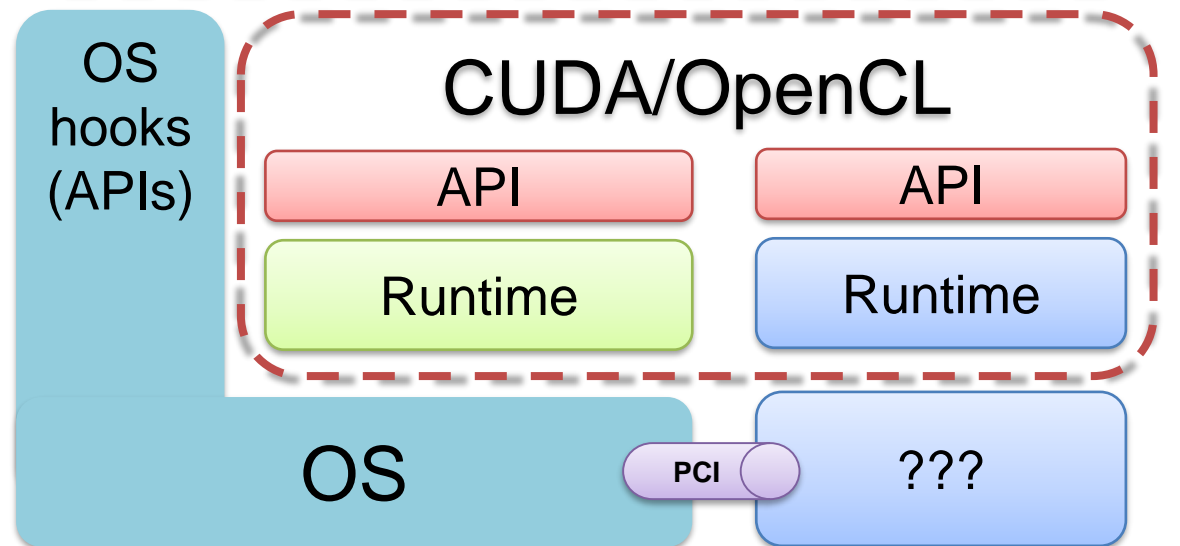 OS
hooks
(APIs)
CUDA/OpenCL
API
API
Runtime
Runtime
OS
PCI
???